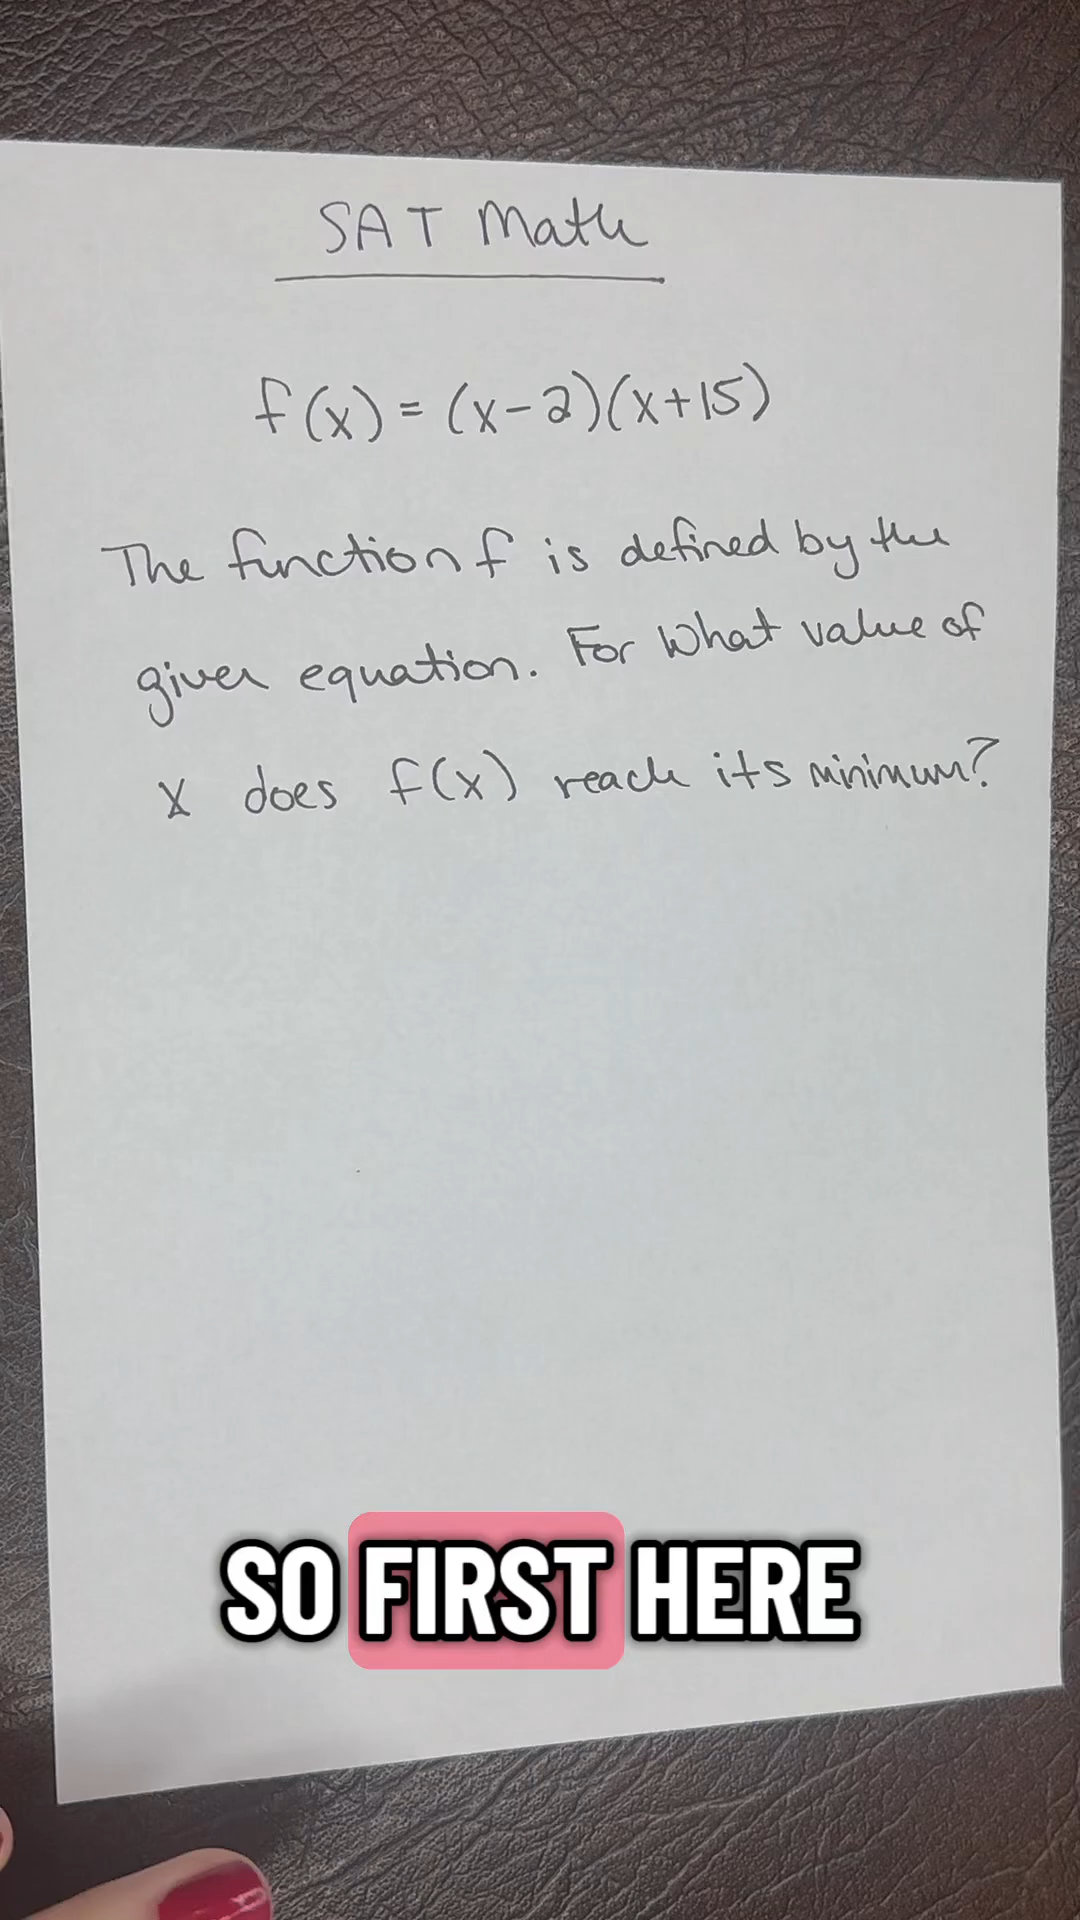 SAT Math
f(x) = (x-2)(x+15)
The function f is defined by the
given equation. For what value of
x does f(x) reach its minimum?
SO FIRST HERE